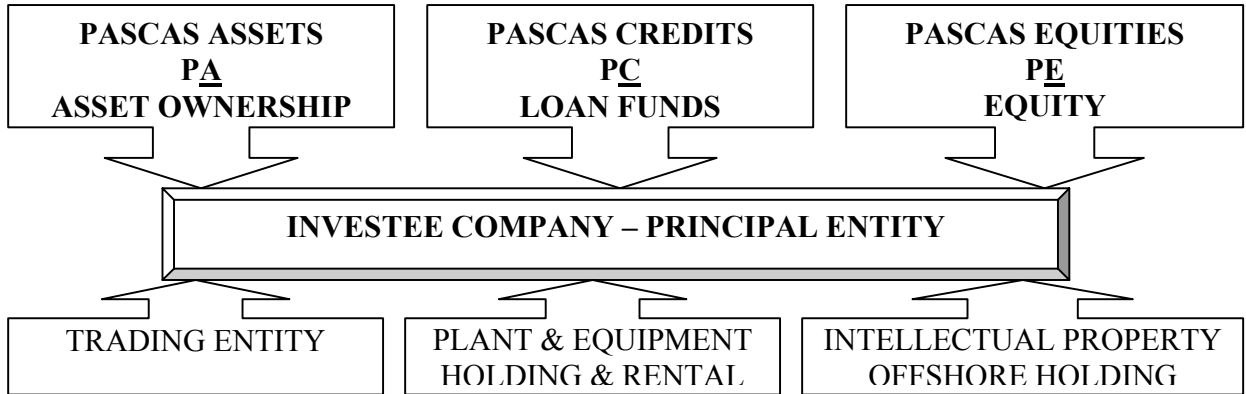 PASCAS ASSETS
PA
ASSET OWNERSHIP
PASCAS CREDITS
PC
LOAN FUNDS
PASCAS EQUITIES
PE
EQUITY
INVESTEE COMPANY – PRINCIPAL ENTITY
TRADING ENTITY
PLANT & EQUIPMENT
HOLDING & RENTAL
INTELLECTUAL PROPERTY
OFFSHORE HOLDING